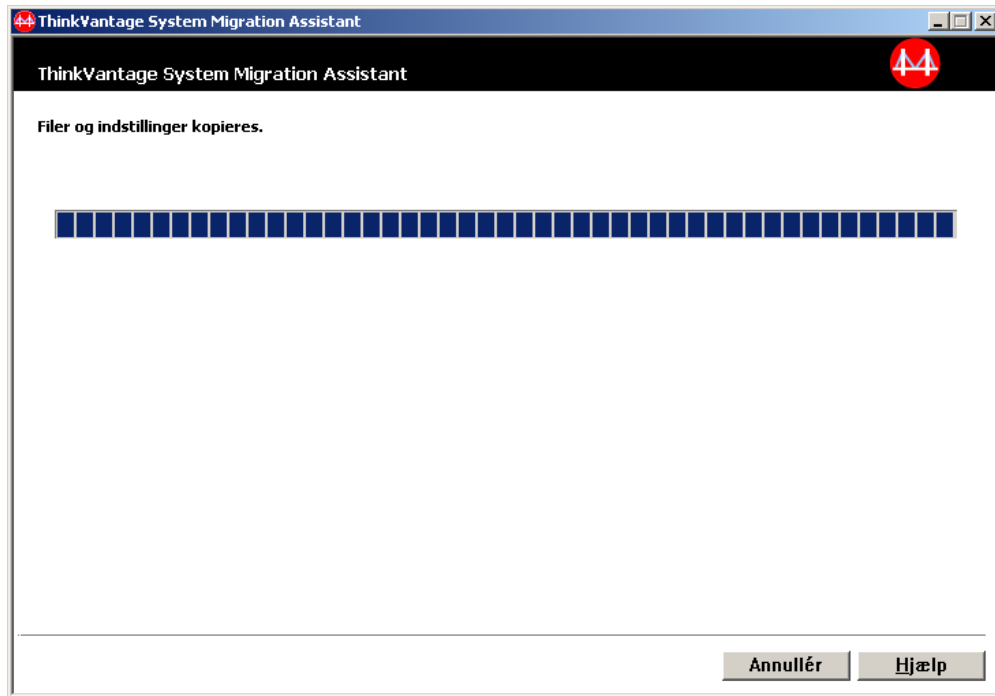 ThinkVantage System Migration Assistant
ThinkVantage System Migration Assistant
Filer og indstillinger kopieres.
Annullér Hjælp